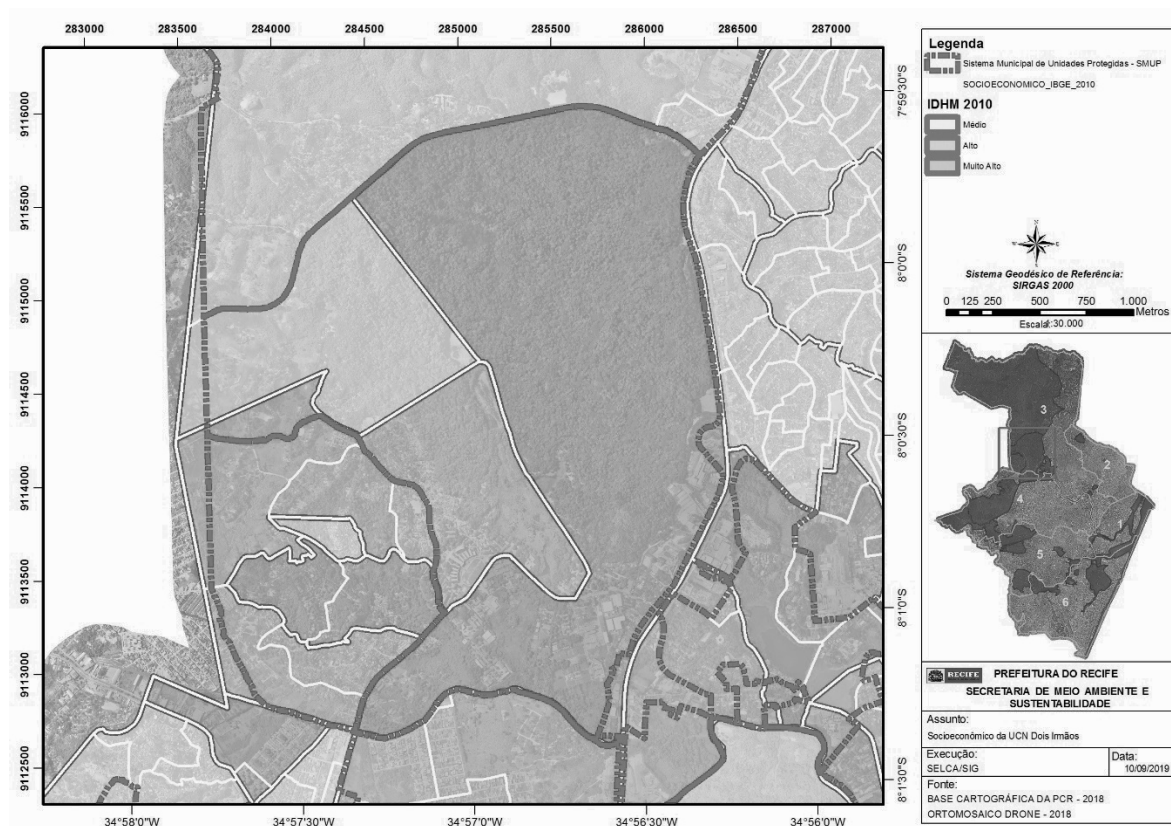 283000 283500 284000 284500 285000 285500 286000 286500 287000
9116000
9115500
9115000
9114500
9114000
9113500
9113000
9112500
7°59'30"S
8°0'0"S
8°0'30"S
8°1'0"S
8°1'30"S
34°58'0"W 34°57'30"W 34°57'0"W 34°56'30"W 34°56'0"W
Legenda
Sistema Municipal de Unidades Protegidas - SMUP
SOCIOECONOMICO_IBGE_2010
IDHM 2010
Médio
Alto
Muito Alto
N
S
E
Sistema Geodésico de Referência:
SIRGAS 2000
0 125 250 500 750 1.000
Metros
Escala1:30.000
3
2
4
1
5
6
RECIFE
PREFEITURA DO RECIFE
SECRETARIA DE MEIO AMBIENTE E
SUSTENTABILIDADE
Assunto:
Socioeconômico da UCN Dois Irmãos
Execução:
SELCA/SIG
Data:
10/09/2019
Fonte:
BASE CARTOGRÁFICA DA PCR - 2018
ORTOMOSAICO DRONE - 2018